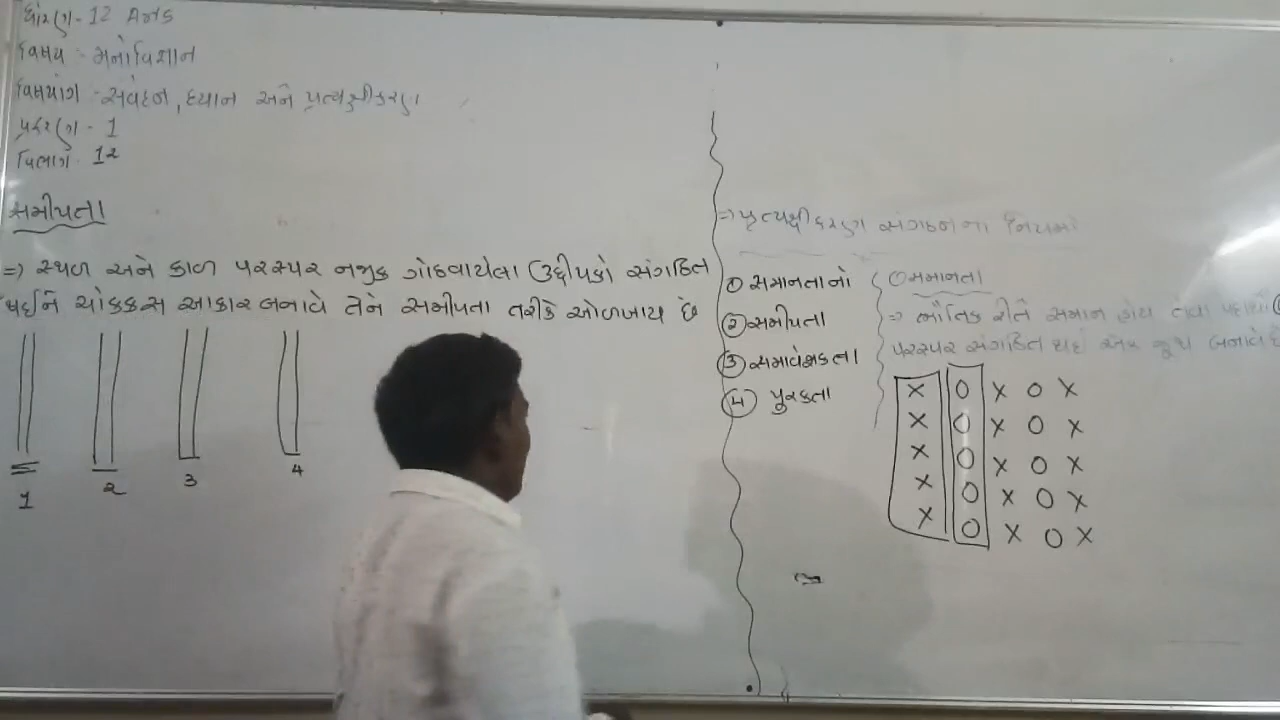 ધોરણ - 12 Arts
વિષય - મનોવિજ્ઞાન
વિષયાંગ - સંવેદન, ધ્યાન અને પ્રત્યક્ષીકરણ
પ્રકરણ - 1
વિભાગ - 12
સમીપતા
⇒ સ્થળ અને કાળ પરસ્પર નજીક ગોઠવાયેલા ઉદ્દીપકો સંગઠિત
થઈને ચોક્કસ આકાર બનાવે તેને સમીપતા તરીકે ઓળખાય છે
1 2 3 4
⇒ પ્રત્યક્ષીકરણ સંગઠનના નિયમો
① સમાનતાનો
② સમીપતા
③ સમાવેશકતા
④ પુરકતા
① સમાનતા
⇒ ભૌતિક રીતે સમાન હોય તેવા પદાર્થો
પરસ્પર સંગઠિત થઈ એક જૂથ બનાવે છે
X O X O X
X O X O X
X O X O X
X O X O X
X O X O X